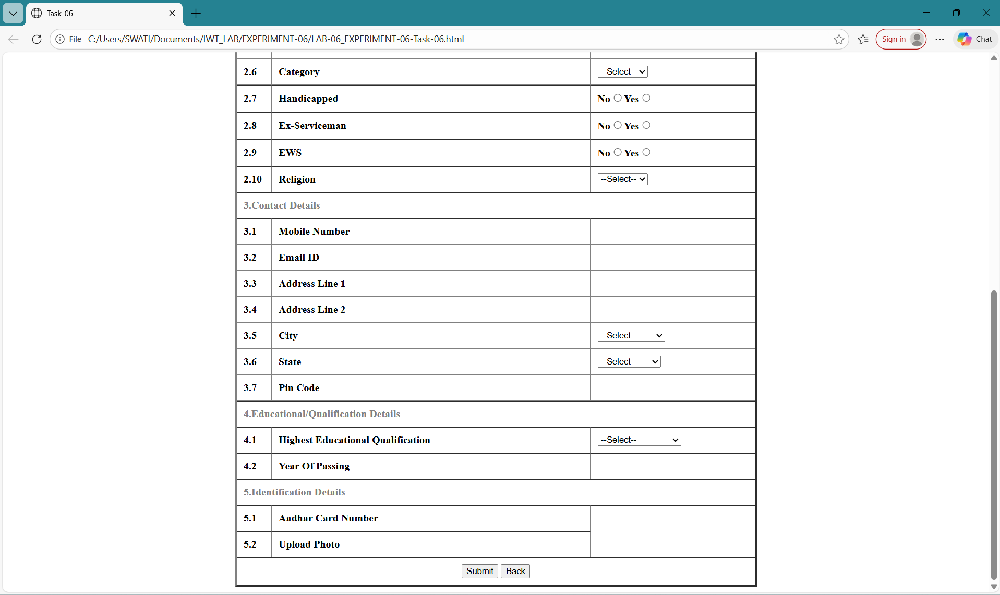 Task-06
File C:/Users/SWATI/Documents/IWT_LAB/EXPERIMENT-06/LAB-06_EXPERIMENT-06-Task-06.html Sign in Chat
2.6 Category --Select--
2.7 Handicapped No Yes
2.8 Ex-Serviceman No Yes
2.9 EWS No Yes
2.10 Religion --Select--
3.Contact Details
3.1 Mobile Number
3.2 Email ID
3.3 Address Line 1
3.4 Address Line 2
3.5 City --Select--
3.6 State --Select--
3.7 Pin Code
4.Educational/Qualification Details
4.1 Highest Educational Qualification --Select--
4.2 Year Of Passing
5.Identification Details
5.1 Aadhar Card Number
5.2 Upload Photo
Submit Back